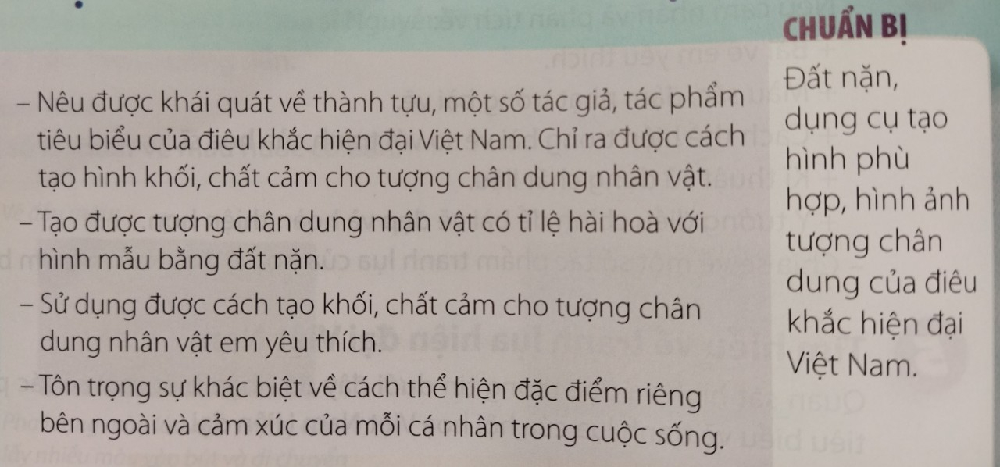 – Nêu được khái quát về thành tựu, một số tác giả, tác phẩm
tiêu biểu của điêu khắc hiện đại Việt Nam. Chỉ ra được cách
tạo hình khối, chất cảm cho tượng chân dung nhân vật.
– Tạo được tượng chân dung nhân vật có tỉ lệ hài hoà với
hình mẫu bằng đất nặn.
– Sử dụng được cách tạo khối, chất cảm cho tượng chân
dung nhân vật em yêu thích.
– Tôn trọng sự khác biệt về cách thể hiện đặc điểm riêng
bên ngoài và cảm xúc của mỗi cá nhân trong cuộc sống.
CHUẨN BỊ
Đất nặn,
dụng cụ tạo
hình phù
hợp, hình ảnh
tượng chân
dung của điêu
khắc hiện đại
Việt Nam.